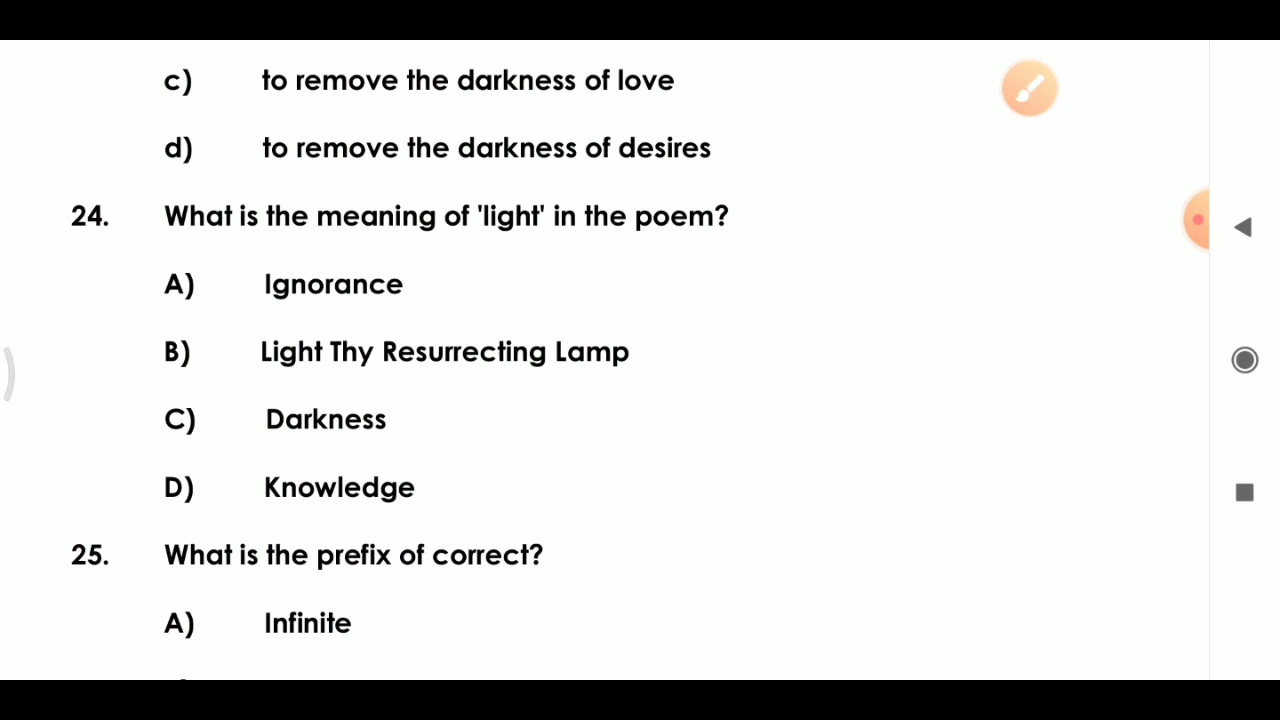 c) to remove the darkness of love
d) to remove the darkness of desires
24. What is the meaning of 'light' in the poem?
A) Ignorance
B) Light Thy Resurrecting Lamp
C) Darkness
D) Knowledge
25. What is the prefix of correct?
A) Infinite